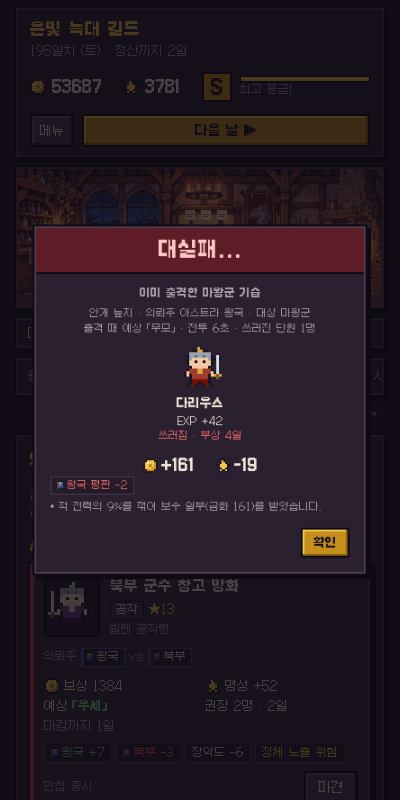 은빛 늑대 길드
195일차 (토) · 정산까지 2일
53687 3781 S 최고 등급!
메뉴 다음 날 ▶
대실패...
이미 출격한 마왕군 기습
안개 늪지 · 의뢰주 아스트라 왕국 · 대상 마왕군
출격 때 예상 「무모」 · 전투 6초 · 쓰러진 단원 1명
다리우스
EXP +42
쓰러짐 · 부상 4일
+161 -19
왕국 평판 -2
• 적 전력의 9%를 꺾어 보수 일부(금화 161)를 받았습니다.
확인
북부 군수 창고 방화
공작 ★13
발렌 공작령
의뢰주 왕국 vs 북부
보상 1384 명성 +52
예상 「우세」 권장 2명 · 2일
마감까지 1일
왕국 +7 북부 -3 장악도 -6 정체 노출 위험
민첩 중시 파견